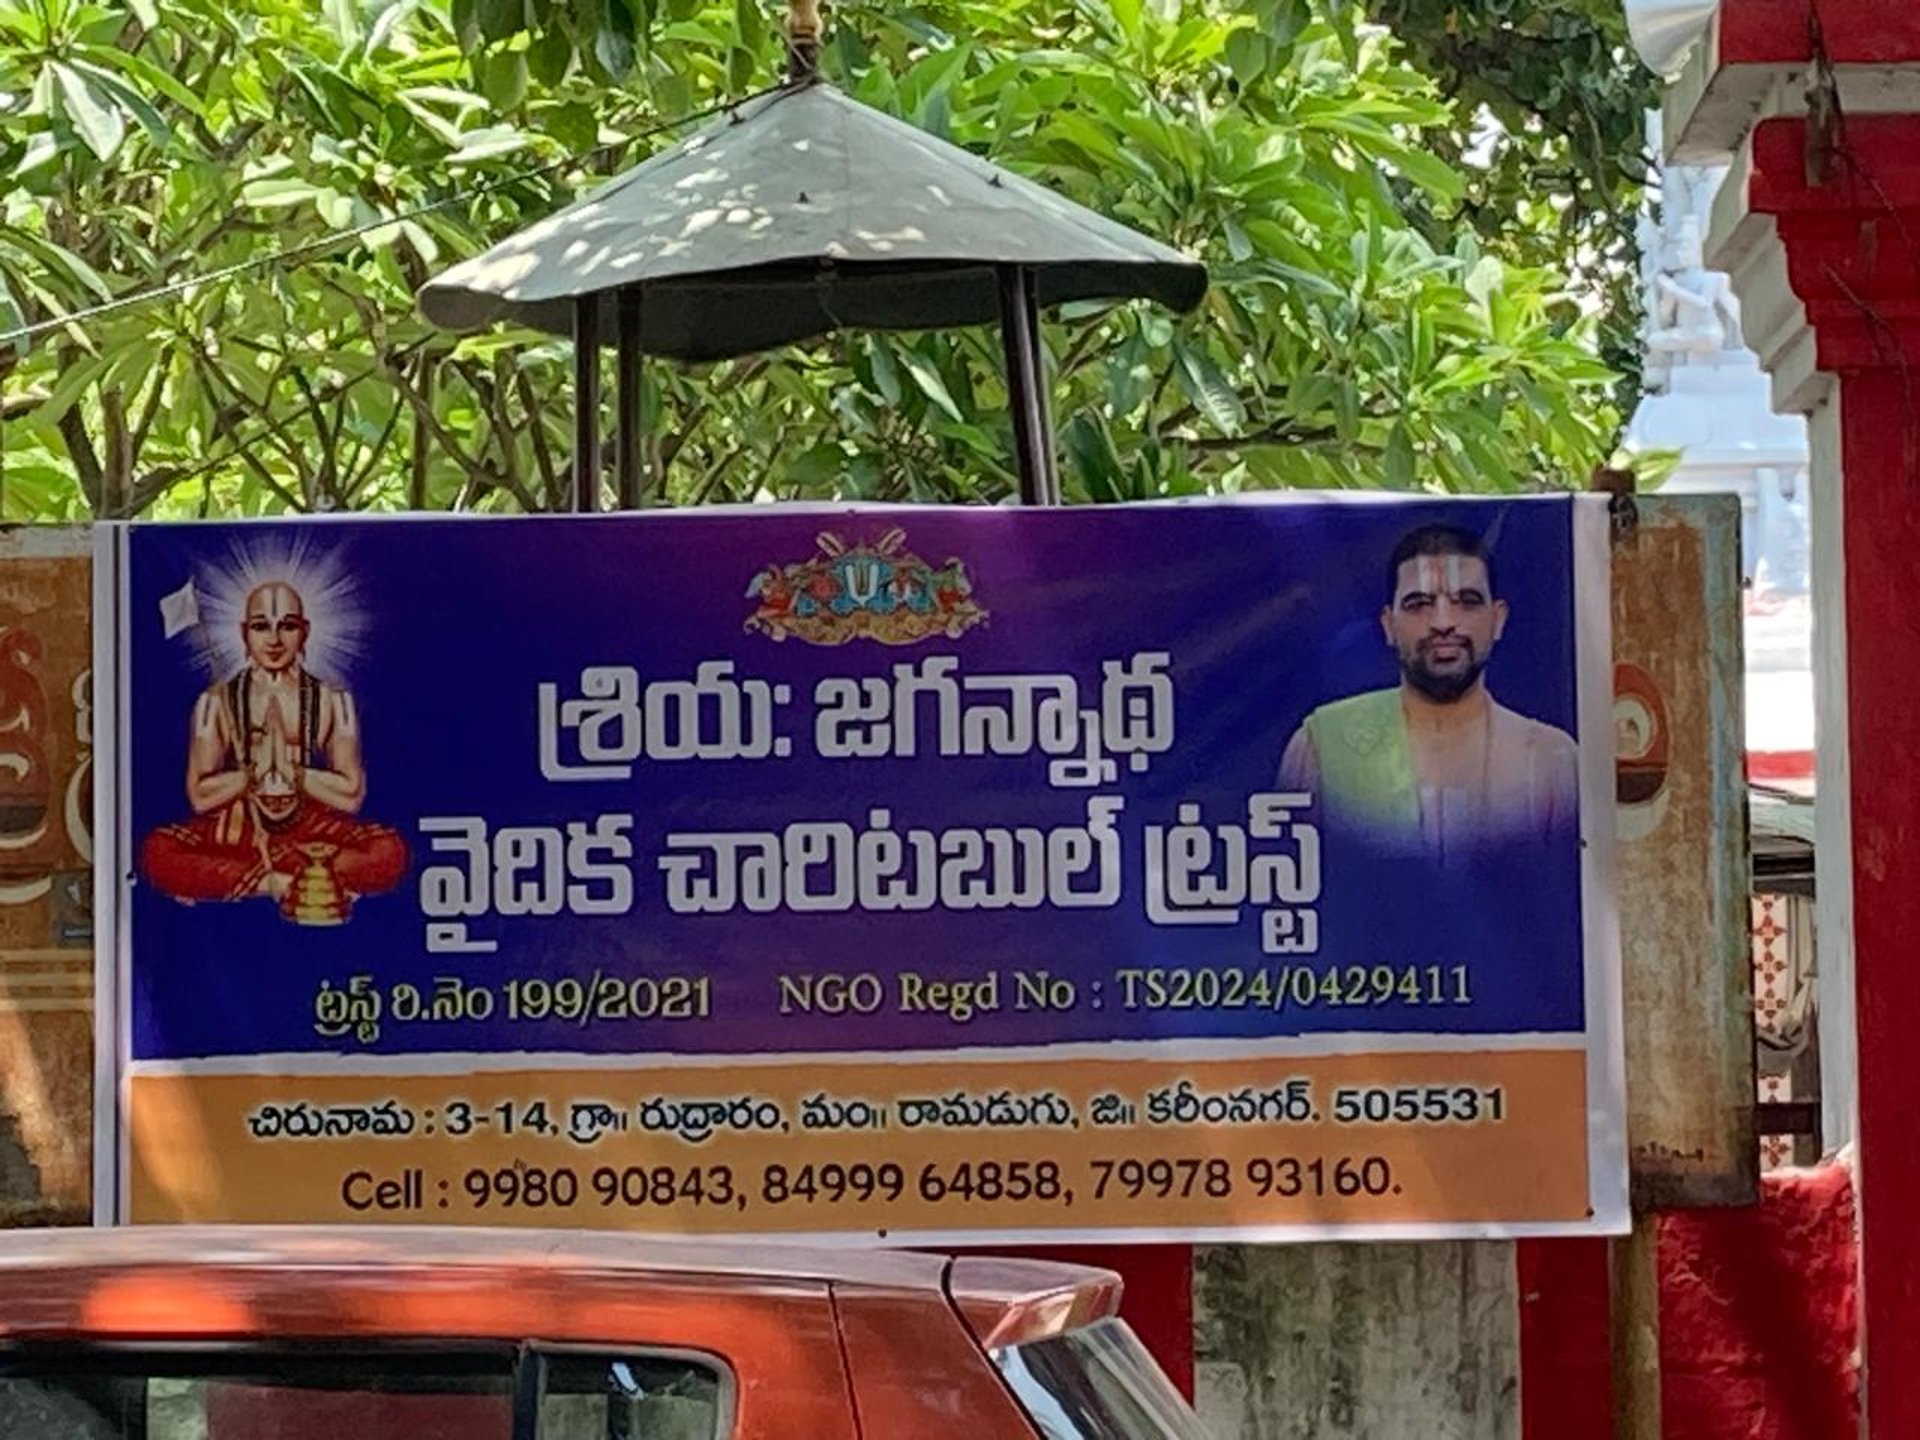 శ్రియః జగన్నాథ
వైదిక చారిటబుల్ ట్రస్ట్
ట్రస్ట్ రి.నెం 199/2021 NGO Regd No : TS2024/0429411
చిరునామ : 3-14, గ్రా॥ రుద్రారం, మం॥ రామడుగు, జి॥ కరీంనగర్. 505531
Cell : 9980 90843, 84999 64858, 79978 93160.